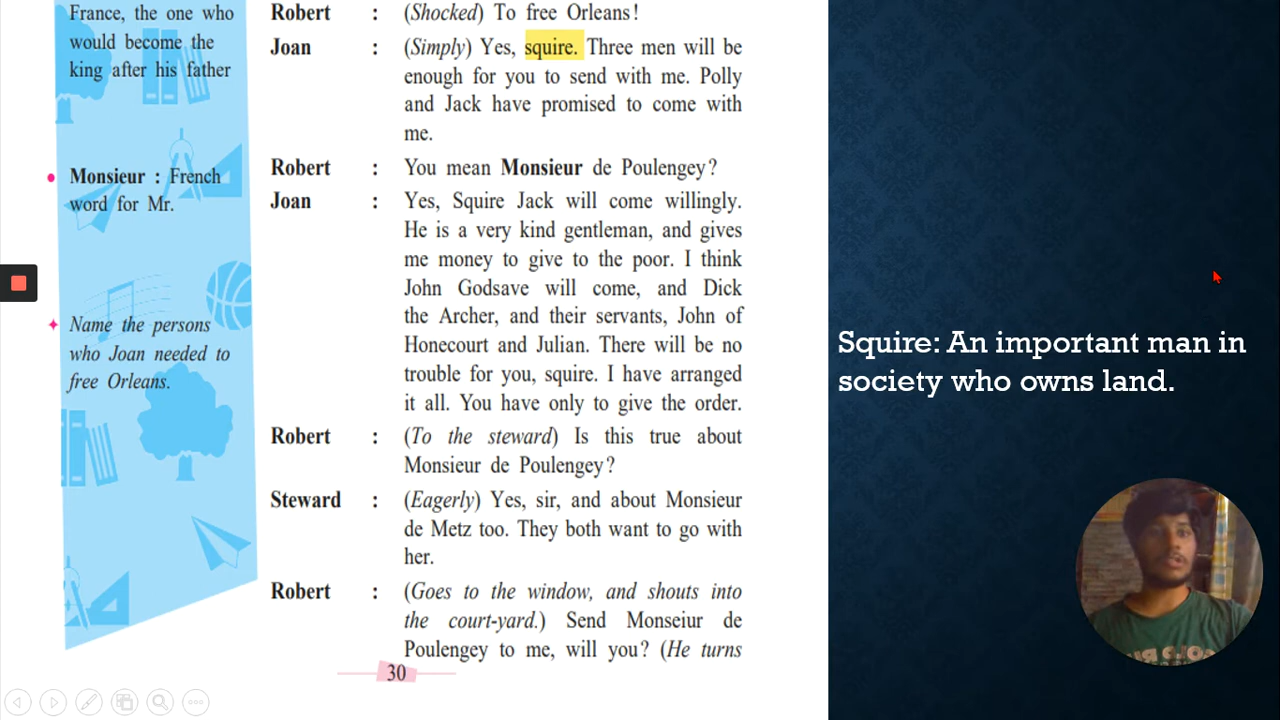 France, the one who
would become the
king after his father
Monsieur : French
word for Mr.
Name the persons
who Joan needed to
free Orleans.
Robert : (Shocked) To free Orleans!
Joan : (Simply) Yes, squire. Three men will be
enough for you to send with me. Polly
and Jack have promised to come with
me.
Robert : You mean Monsieur de Poulengey?
Joan : Yes, Squire Jack will come willingly.
He is a very kind gentleman, and gives
me money to give to the poor. I think
John Godsave will come, and Dick
the Archer, and their servants, John of
Honecourt and Julian. There will be no
trouble for you, squire. I have arranged
it all. You have only to give the order.
Robert : (To the steward) Is this true about
Monsieur de Poulengey?
Steward : (Eagerly) Yes, sir, and about Monsieur
de Metz too. They both want to go with
her.
Robert : (Goes to the window, and shouts into
the court-yard.) Send Monseiur de
Poulengey to me, will you? (He turns
30
Squire: An important man in
society who owns land.